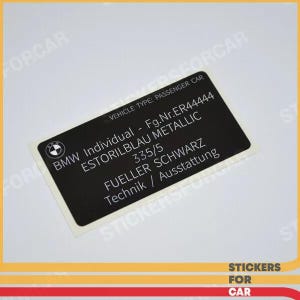 VEHICLE TYPE: PASSENGER CAR
BMW Individual - Fg.Nr.ER44444
ESTORILBLAU METALLIC
335/5
FUELLER SCHWARZ
Technik / Ausstattung
STICKERS
FOR
CAR